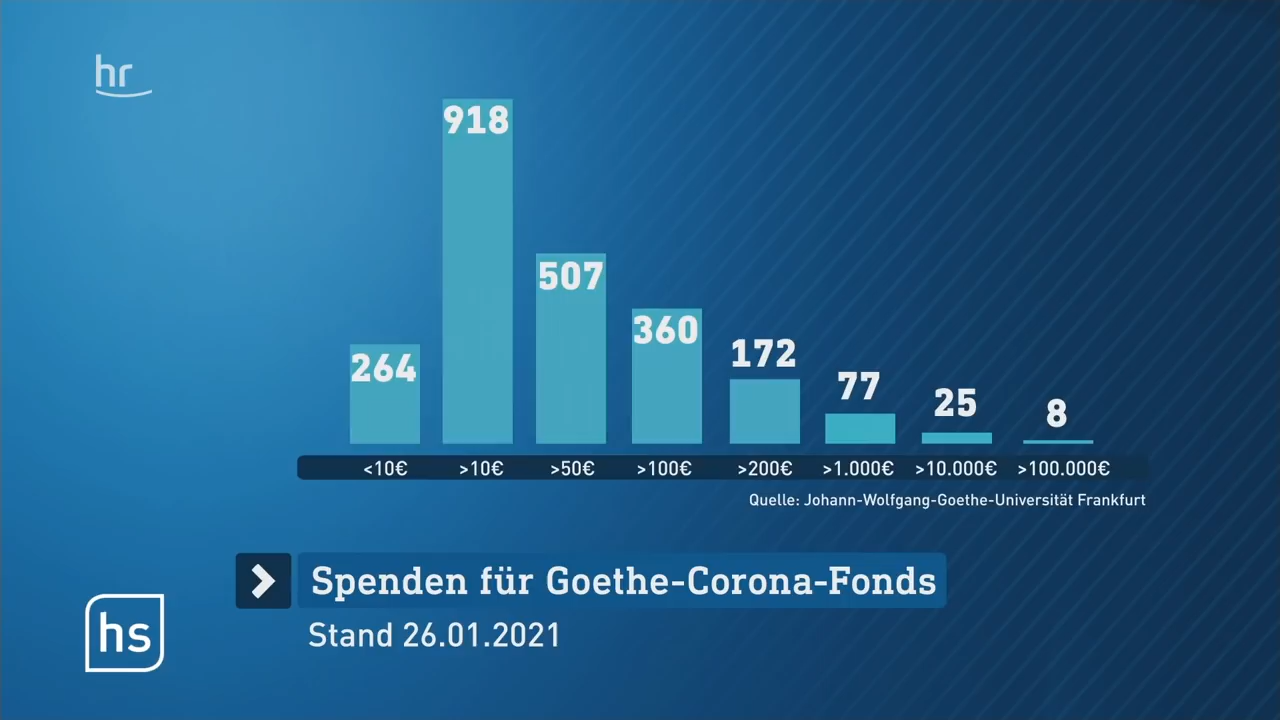 hr
918
507
360
264
172
77
25
8
<10€ >10€ >50€ >100€ >200€ >1.000€ >10.000€ >100.000€
Quelle: Johann-Wolfgang-Goethe-Universität Frankfurt
Spenden für Goethe-Corona-Fonds
Stand 26.01.2021
hs